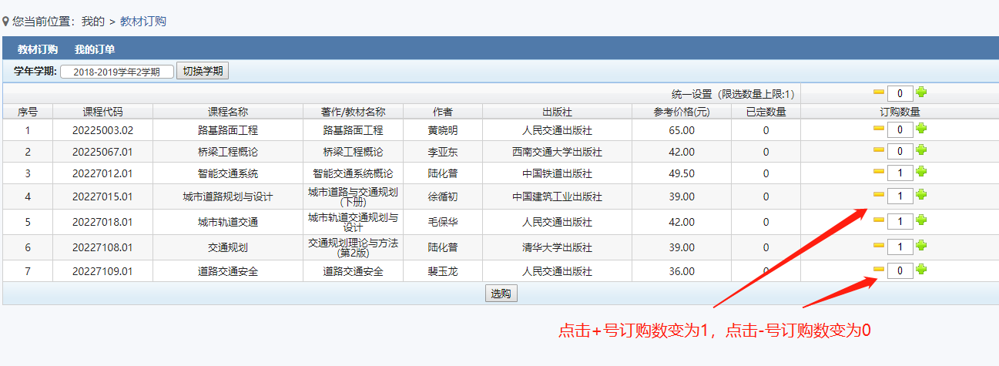 您当前位置：我的 > 教材订购
教材订购 我的订单
学年学期: 2018-2019学年2学期 切换学期
统一设置（限选数量上限:1） 0
序号 课程代码 课程名称 著作/教材名称 作者 出版社 参考价格(元) 已定数量 订购数量
1 20225003.02 路基路面工程 路基路面工程 黄晓明 人民交通出版社 65.00 0 0
2 20225067.01 桥梁工程概论 桥梁工程概论 李亚东 西南交通大学出版社 42.00 0 0
3 20227012.01 智能交通系统 智能交通系统概论 陆化普 中国铁道出版社 49.50 0 1
4 20227015.01 城市道路规划与设计 城市道路与交通规划(下册) 徐循初 中国建筑工业出版社 39.00 0 1
5 20227018.01 城市轨道交通 城市轨道交通规划与设计 毛保华 人民交通出版社 42.00 0 1
6 20227108.01 交通规划 交通规划理论与方法(第2版) 陆化普 清华大学出版社 39.00 0 1
7 20227109.01 道路交通安全 道路交通安全 裴玉龙 人民交通出版社 36.00 0 0
选购
点击+号订购数变为1，点击-号订购数变为0